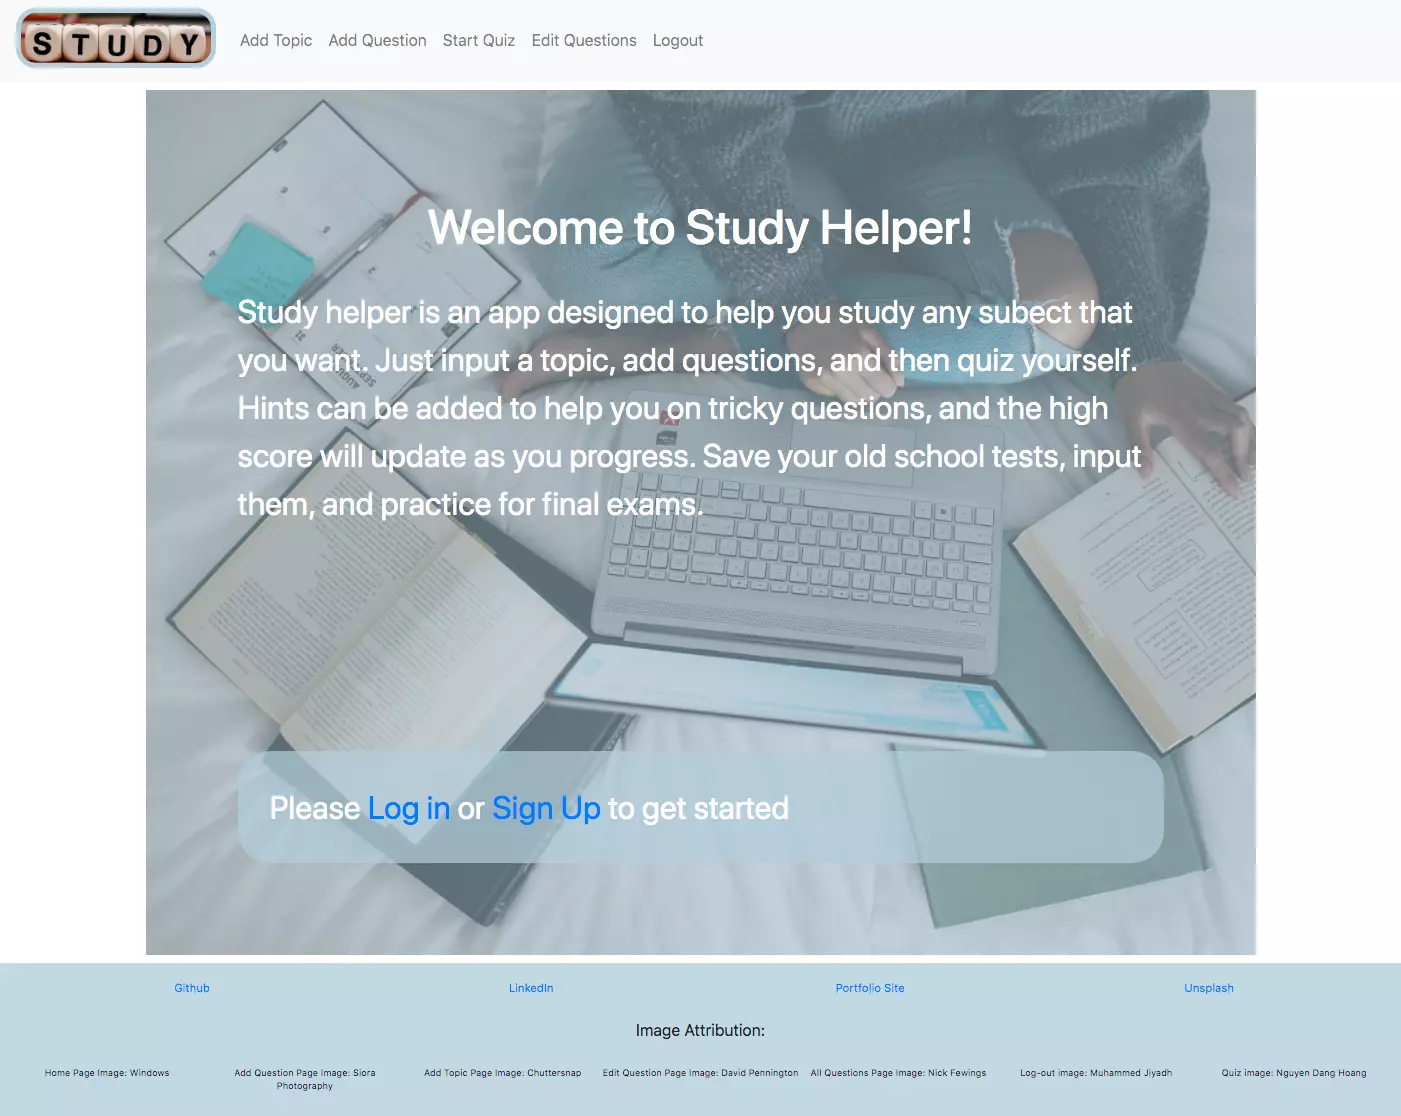 STUDY
Add Topic Add Question Start Quiz Edit Questions Logout
Welcome to Study Helper!
Study helper is an app designed to help you study any subect that
you want. Just input a topic, add questions, and then quiz yourself.
Hints can be added to help you on tricky questions, and the high
score will update as you progress. Save your old school tests, input
them, and practice for final exams.
Please Log in or Sign Up to get started
Github LinkedIn Portfolio Site Unsplash
Image Attribution:
Home Page Image: Windows
Add Question Page Image: Siora
Photography
Add Topic Page Image: Chuttersnap
Edit Question Page Image: David Pennington
All Questions Page Image: Nick Fewings
Log-out image: Muhammed Jiyadh
Quiz image: Nguyen Dang Hoang